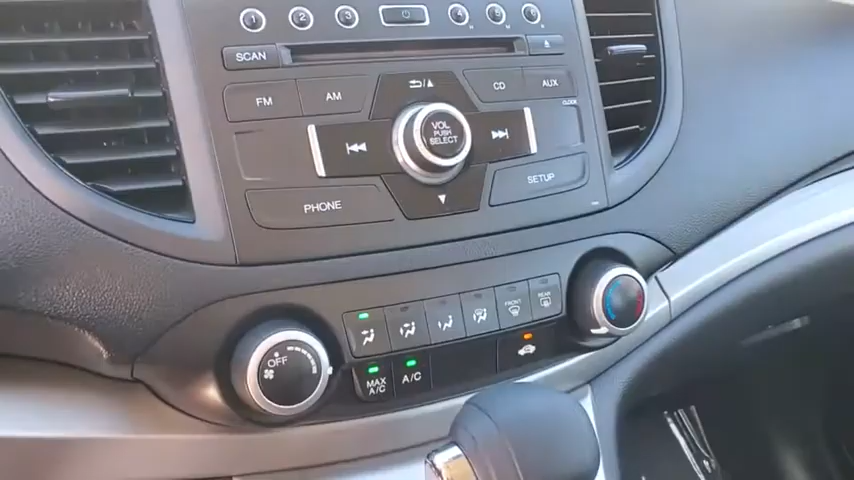 1 2 3 4 5 6
SCAN
FM AM CD AUX
CLOCK
VOL
PUSH
SELECT
PHONE SETUP
FRONT REAR
OFF
MAX
A/C
A/C